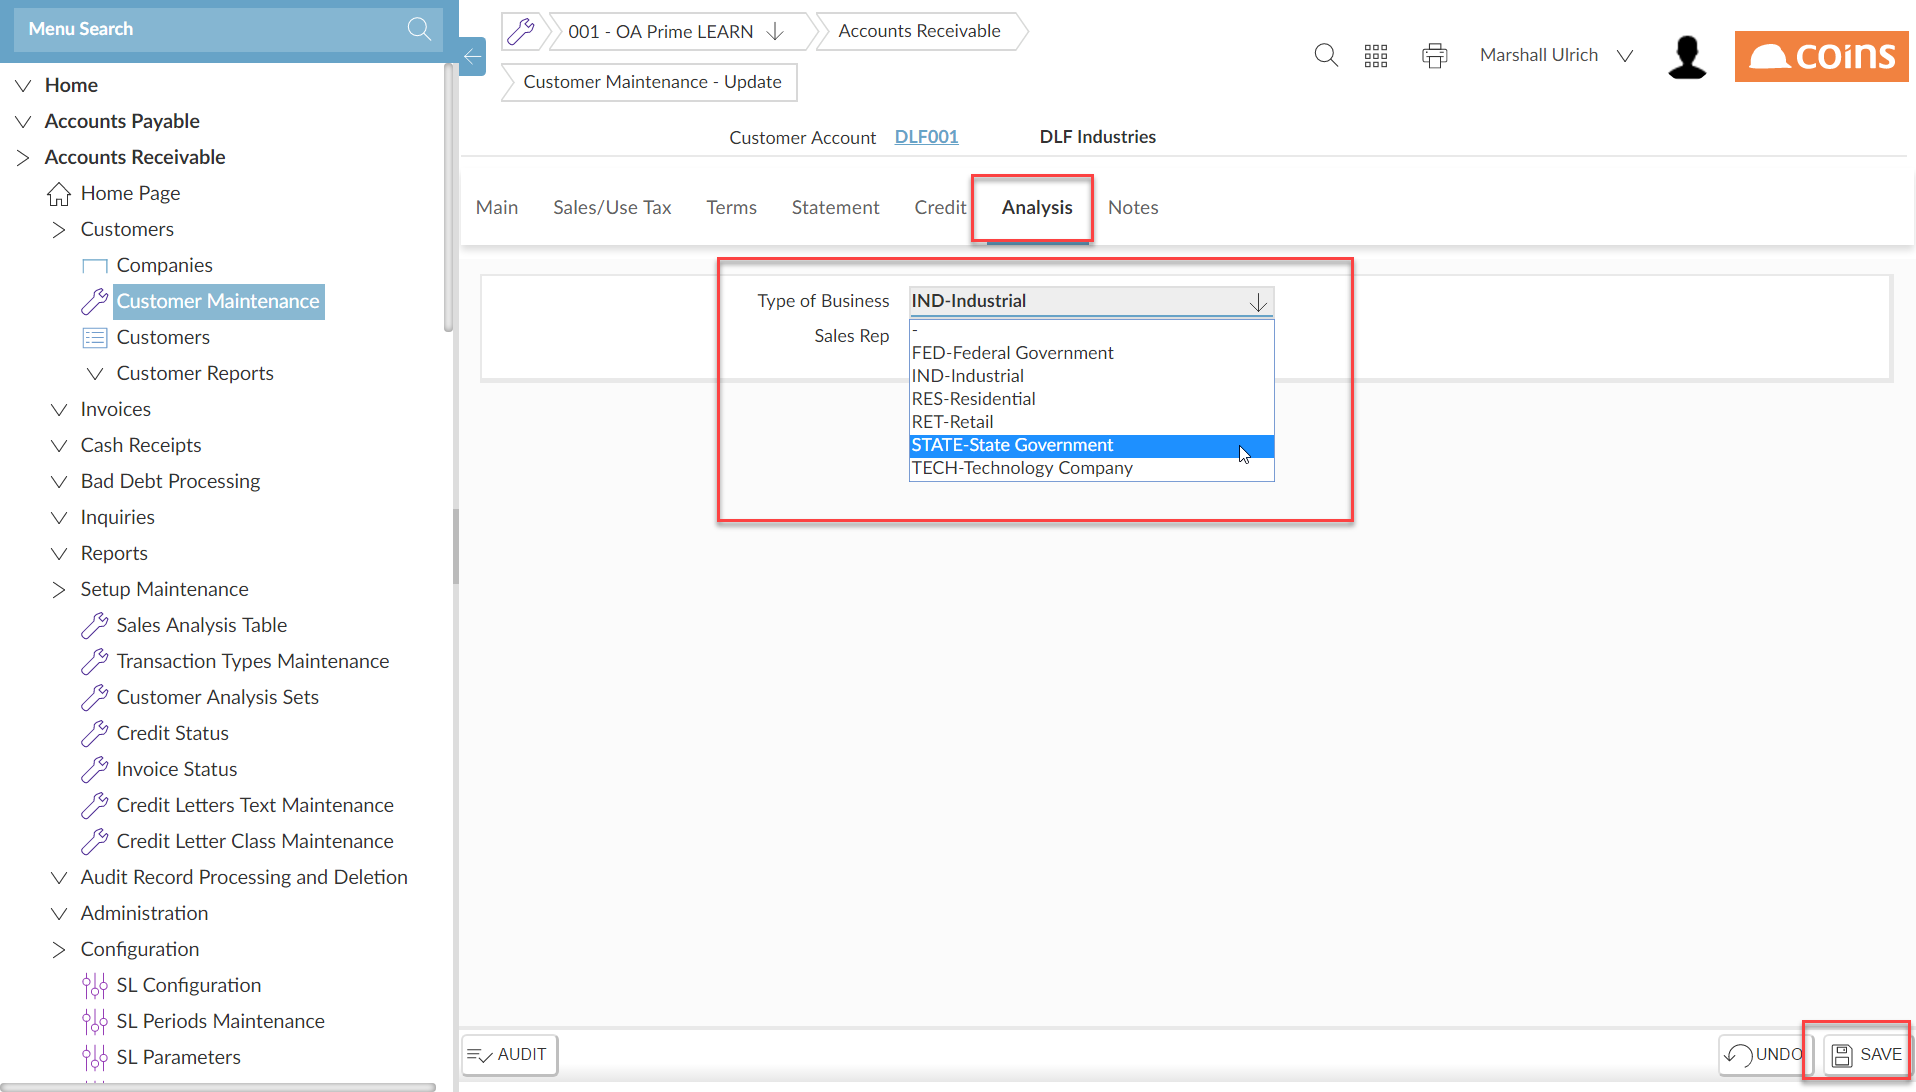 Menu Search
Home
Accounts Payable
Accounts Receivable
Home Page
Customers
Companies
Customer Maintenance
Customers
Customer Reports
Invoices
Cash Receipts
Bad Debt Processing
Inquiries
Reports
Setup Maintenance
Sales Analysis Table
Transaction Types Maintenance
Customer Analysis Sets
Credit Status
Invoice Status
Credit Letters Text Maintenance
Credit Letter Class Maintenance
Audit Record Processing and Deletion
Administration
Configuration
SL Configuration
SL Periods Maintenance
SL Parameters
001 - OA Prime LEARN
Accounts Receivable
Customer Maintenance - Update
Marshall Ulrich
coins
Customer Account DLF001 DLF Industries
Main Sales/Use Tax Terms Statement Credit Analysis Notes
Type of Business IND-Industrial
Sales Rep
-
FED-Federal Government
IND-Industrial
RES-Residential
RET-Retail
STATE-State Government
TECH-Technology Company
AUDIT
UNDO
SAVE